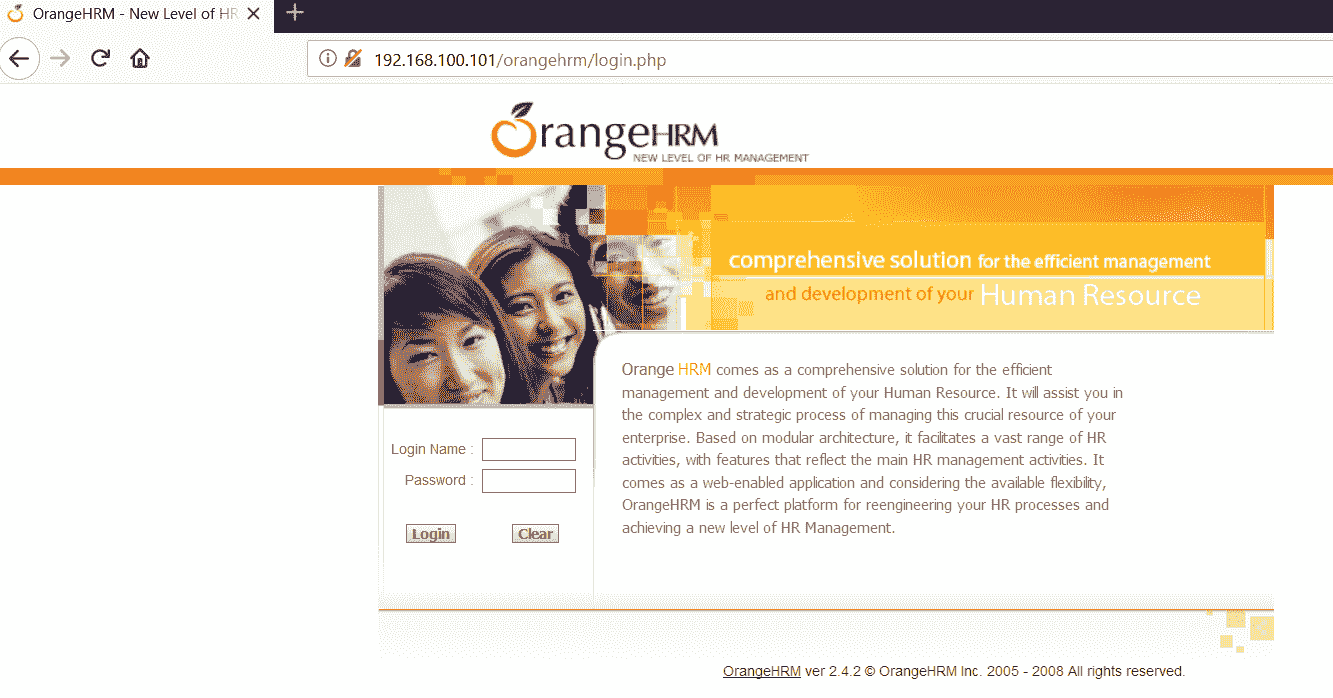 OrangeHRM - New Level of HR
192.168.100.101/orangehrm/login.php
OrangeHRM
NEW LEVEL OF HR MANAGEMENT
comprehensive solution for the efficient management
and development of your Human Resource
Orange HRM comes as a comprehensive solution for the efficient
management and development of your Human Resource. It will assist you in
the complex and strategic process of managing this crucial resource of your
enterprise. Based on modular architecture, it facilitates a vast range of HR
activities, with features that reflect the main HR management activities. It
comes as a web-enabled application and considering the available flexibility,
OrangeHRM is a perfect platform for reengineering your HR processes and
achieving a new level of HR Management.
Login Name :
Password :
Login Clear
OrangeHRM ver 2.4.2 © OrangeHRM Inc. 2005 - 2008 All rights reserved.